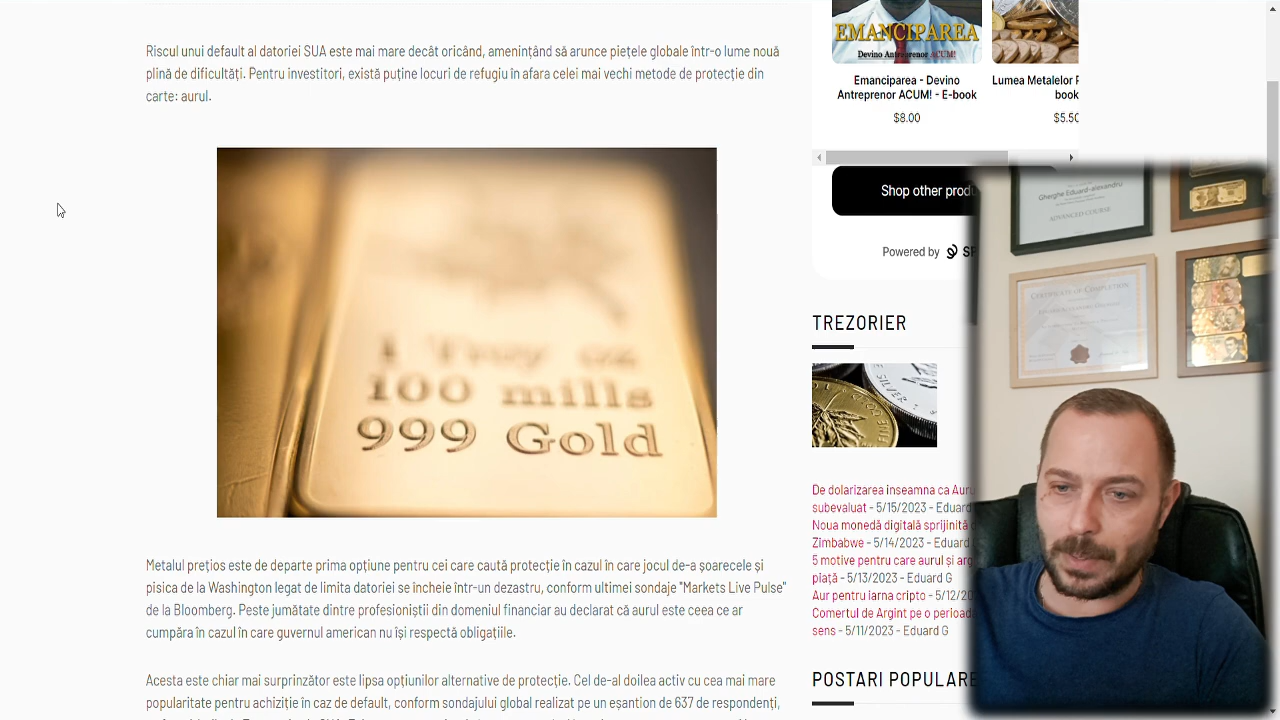 Riscul unui default al datoriei SUA este mai mare decât oricând, amenințând să arunce piețele globale într-o lume nouă
plină de dificultăți. Pentru investitori, există puține locuri de refugiu în afara celei mai vechi metode de protecție din
carte: aurul.
1 Troy oz
100 mills
999 Gold
Metalul prețios este de departe prima opțiune pentru cei care caută protecție în cazul în care jocul de-a șoarecele și
pisica de la Washington legat de limita datoriei se incheie într-un dezastru, conform ultimei sondaje "Markets Live Pulse"
de la Bloomberg. Peste jumătate dintre profesioniștii din domeniul financiar au declarat că aurul este ceea ce ar
cumpăra în cazul în care guvernul american nu își respectă obligațiile.
Acesta este chiar mai surprinzător este lipsa opțiunilor alternative de protecție. Cel de-al doilea activ cu cea mai mare
popularitate pentru achiziție în caz de default, conform sondajului global realizat pe un eșantion de 637 de respondenți,
EMANCIPAREA
Devino Antreprenor ACUM!
Emanciparea - Devino
Antreprenor ACUM! - E-book
$8.00
Lumea Metalelor P
book
$5.50
Shop other prod
Powered by SP
TREZORIER
De dolarizarea inseamna ca Aur
subevaluat - 5/15/2023 - Eduard
Noua monedă digitală sprijinită
Zimbabwe - 5/14/2023 - Eduard
5 motive pentru care aurul și arg
piață - 5/13/2023 - Eduard G
Aur pentru iarna cripto - 5/12/20
Comertul de Argint pe o perioad
sens - 5/11/2023 - Eduard G
POSTARI POPULARE
Gherghe Eduard-alexandru
ADVANCED COURSE
Certificate of Completion